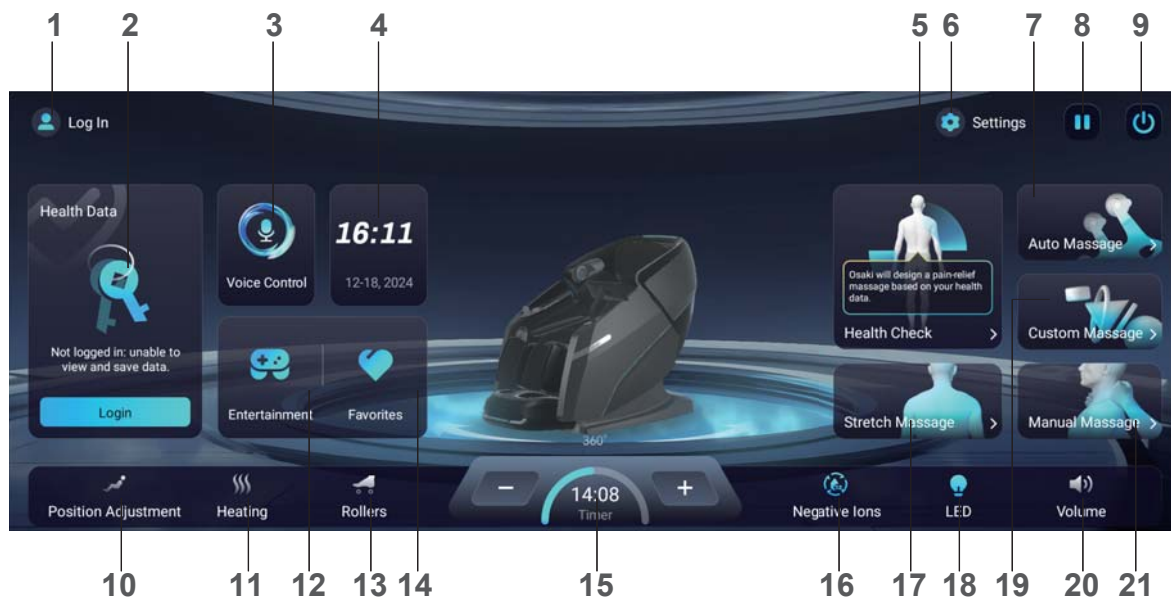 1 2 3 4 5 6 7 8 9
Log In
Settings
Health Data
Not logged in: unable to
view and save data.
Login
Voice Control
16:11
12-18, 2024
Entertainment
Favorites
360°
Osaki will design a pain-relief
massage based on your health
data.
Health Check
Auto Massage
Custom Massage
Stretch Massage
Manual Massage
Position Adjustment
Heating
Rollers
−
14:08
Timer
+
Negative Ions
LED
Volume
10 11 12 13 14 15 16 17 18 19 20 21